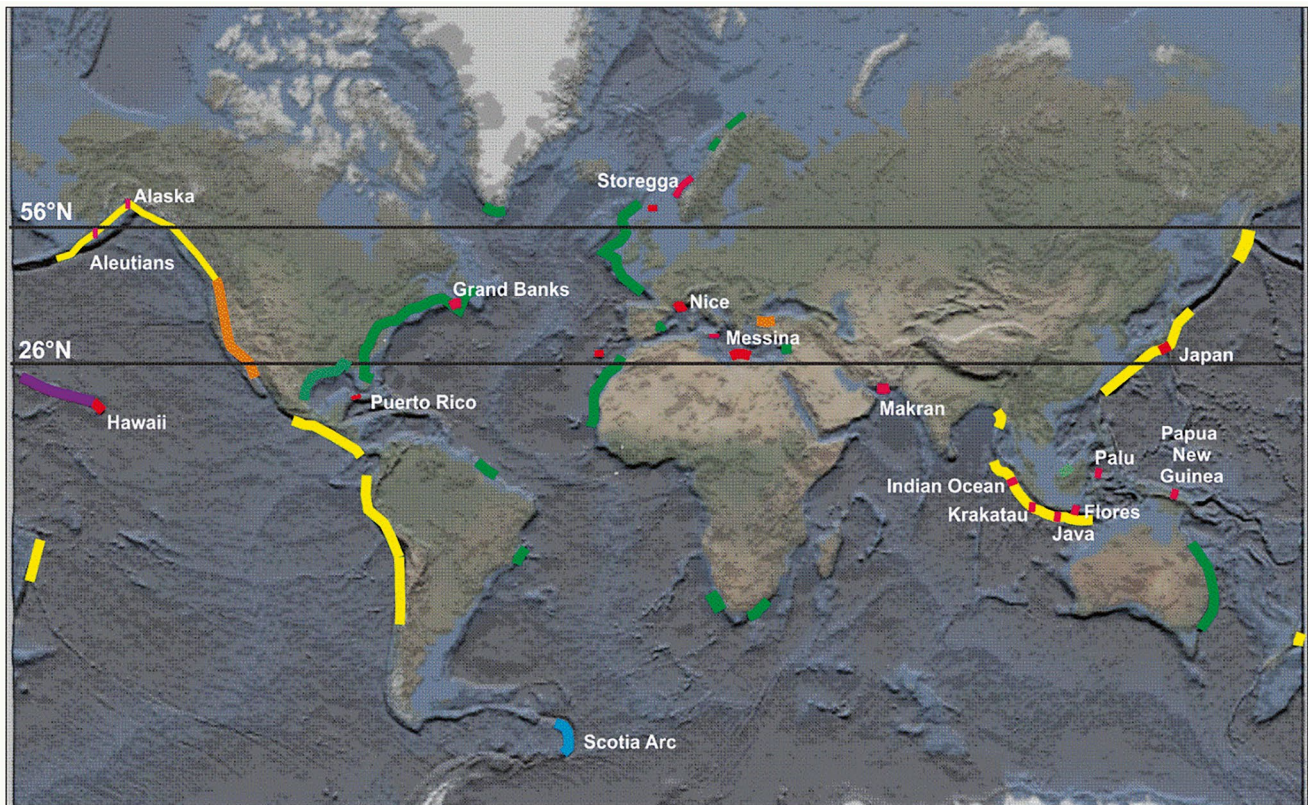 Alaska
Storegga
56°N
Aleutians
Grand Banks
Nice
Messina
26°N
Japan
Hawaii
Puerto Rico
Makran
Papua
New
Guinea
Palu
Indian Ocean
Krakatau
Flores
Java
Scotia Arc